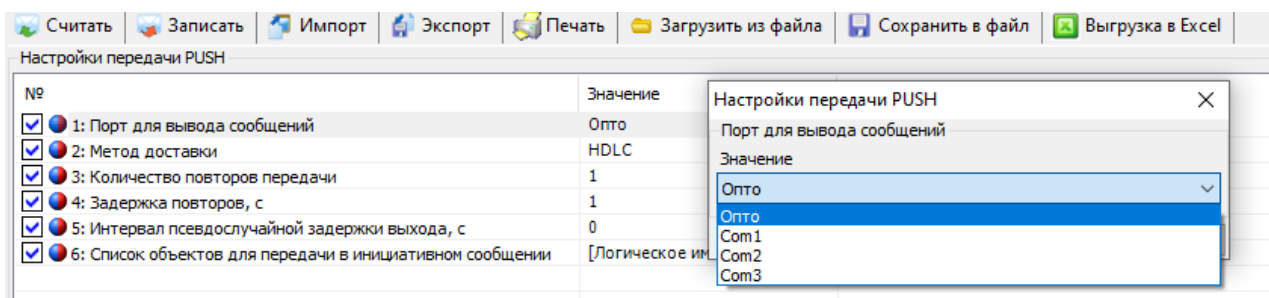 Считать Записать Импорт Экспорт Печать Загрузить из файла Сохранить в файл Выгрузка в Excel
Настройки передачи PUSH
№ Значение
1: Порт для вывода сообщений Опто
2: Метод доставки HDLC
3: Количество повторов передачи 1
4: Задержка повторов, с 1
5: Интервал псевдослучайной задержки выхода, с 0
6: Список объектов для передачи в инициативном сообщении [Логическое им
Настройки передачи PUSH
Порт для вывода сообщений
Значение
Опто
Опто
Com1
Com2
Com3